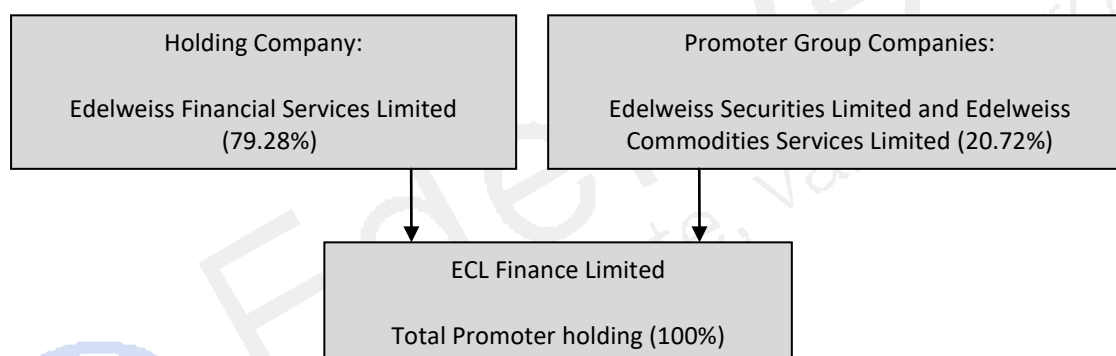 Holding Company:
Edelweiss Financial Services Limited
(79.28%)
Promoter Group Companies:
Edelweiss Securities Limited and Edelweiss
Commodities Services Limited (20.72%)
ECL Finance Limited
Total Promoter holding (100%)